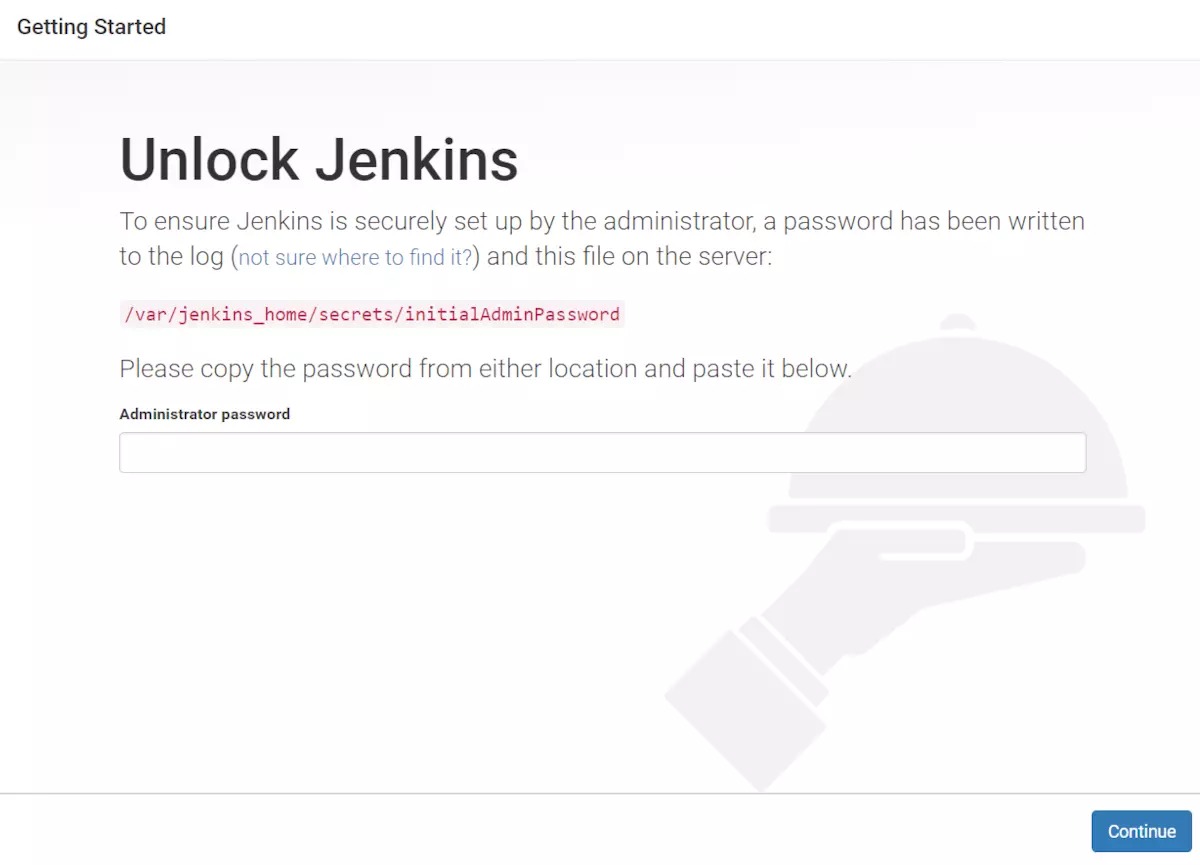 Getting Started
Unlock Jenkins
To ensure Jenkins is securely set up by the administrator, a password has been written
to the log (not sure where to find it?) and this file on the server:
/var/jenkins_home/secrets/initialAdminPassword
Please copy the password from either location and paste it below.
Administrator password
Continue